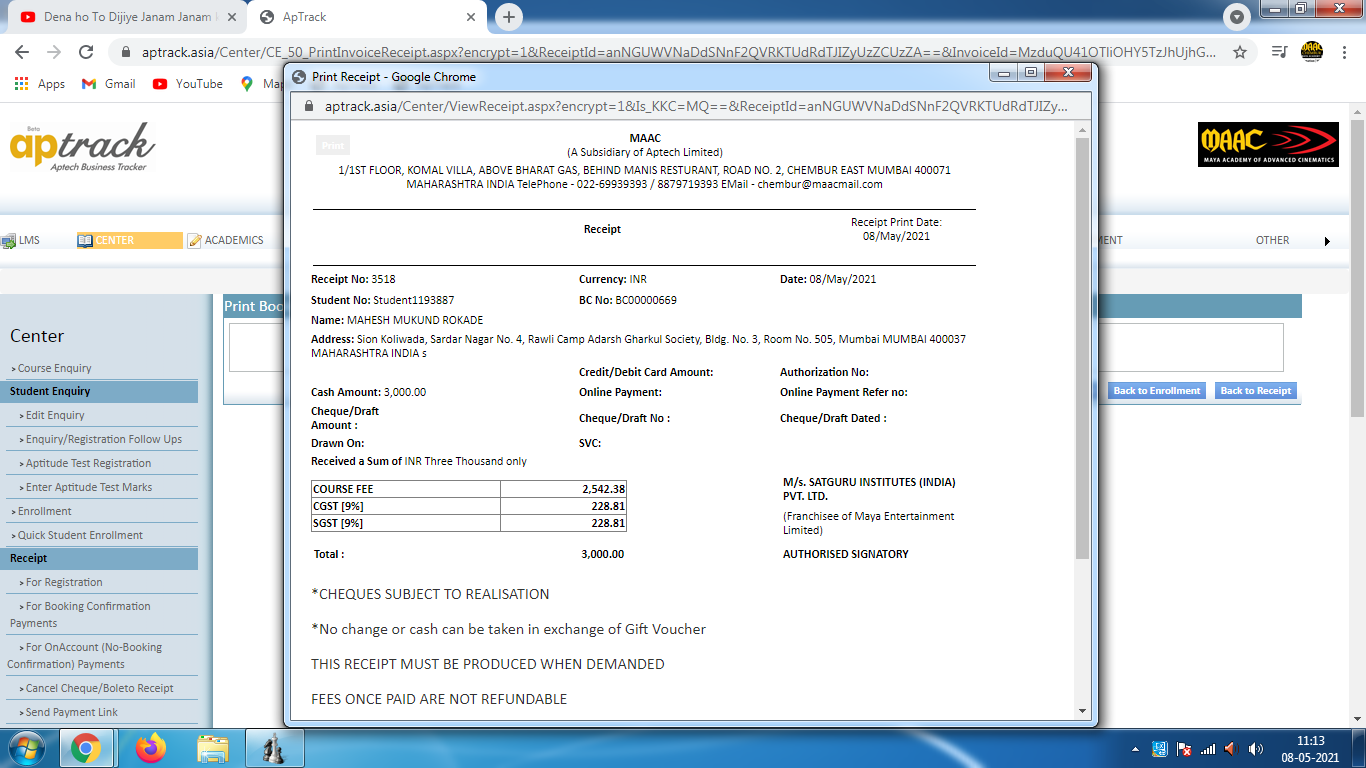 Dena ho To Dijiye Janam Janam
ApTrack
aptrack.asia/Center/CE_50_PrintInvoiceReceipt.aspx?encrypt=1&ReceiptId=anNGUWVNaDdSNnF2QVRKTUdRdTJIZyUzZCUzZA==&InvoiceId=MzduQU41OTliOHY5TzJhUjhG...
Apps
Gmail
YouTube
Map
Print Receipt - Google Chrome
aptrack.asia/Center/ViewReceipt.aspx?encrypt=1&Is_KKC=MQ==&ReceiptId=anNGUWVNaDdSNnF2QVRKTUdRdTJIZy...
Beta
aptrack
Aptech Business Tracker
MAAC
MAYA ACADEMY OF ADVANCED CINEMATICS
LMS
CENTER
ACADEMICS
MENT
OTHER
Print Boo
Center
> Course Enquiry
Student Enquiry
> Edit Enquiry
> Enquiry/Registration Follow Ups
> Aptitude Test Registration
> Enter Aptitude Test Marks
> Enrollment
> Quick Student Enrollment
Receipt
> For Registration
> For Booking Confirmation
Payments
> For OnAccount (No-Booking
Confirmation) Payments
> Cancel Cheque/Boleto Receipt
> Send Payment Link
Back to Enrollment
Back to Receipt
Print
MAAC
(A Subsidiary of Aptech Limited)
1/1ST FLOOR, KOMAL VILLA, ABOVE BHARAT GAS, BEHIND MANIS RESTURANT, ROAD NO. 2, CHEMBUR EAST MUMBAI 400071
MAHARASHTRA INDIA TelePhone - 022-69939393 / 8879719393 EMail - chembur@maacmail.com
Receipt
Receipt Print Date:
08/May/2021
Receipt No: 3518
Currency: INR
Date: 08/May/2021
Student No: Student1193887
BC No: BC00000669
Name: MAHESH MUKUND ROKADE
Address: Sion Koliwada, Sardar Nagar No. 4, Rawli Camp Adarsh Gharkul Society, Bldg. No. 3, Room No. 505, Mumbai MUMBAI 400037
MAHARASHTRA INDIA s
Credit/Debit Card Amount:
Authorization No:
Cash Amount: 3,000.00
Online Payment:
Online Payment Refer no:
Cheque/Draft
Amount :
Cheque/Draft No :
Cheque/Draft Dated :
Drawn On:
SVC:
Received a Sum of INR Three Thousand only
COURSE FEE 2,542.38
CGST [9%] 228.81
SGST [9%] 228.81
Total : 3,000.00
M/s. SATGURU INSTITUTES (INDIA)
PVT. LTD.
(Franchisee of Maya Entertainment
Limited)
AUTHORISED SIGNATORY
*CHEQUES SUBJECT TO REALISATION
*No change or cash can be taken in exchange of Gift Voucher
THIS RECEIPT MUST BE PRODUCED WHEN DEMANDED
FEES ONCE PAID ARE NOT REFUNDABLE
11:13
08-05-2021